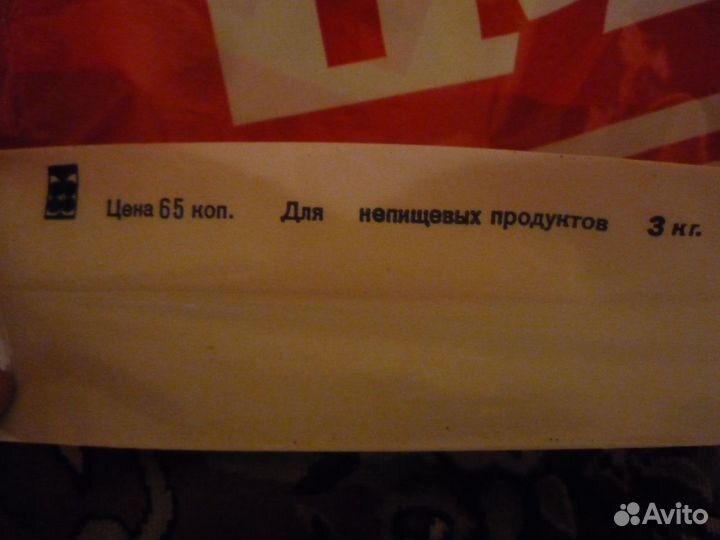 Цена 65 коп. Для непищевых продуктов 3 кг.
Avito